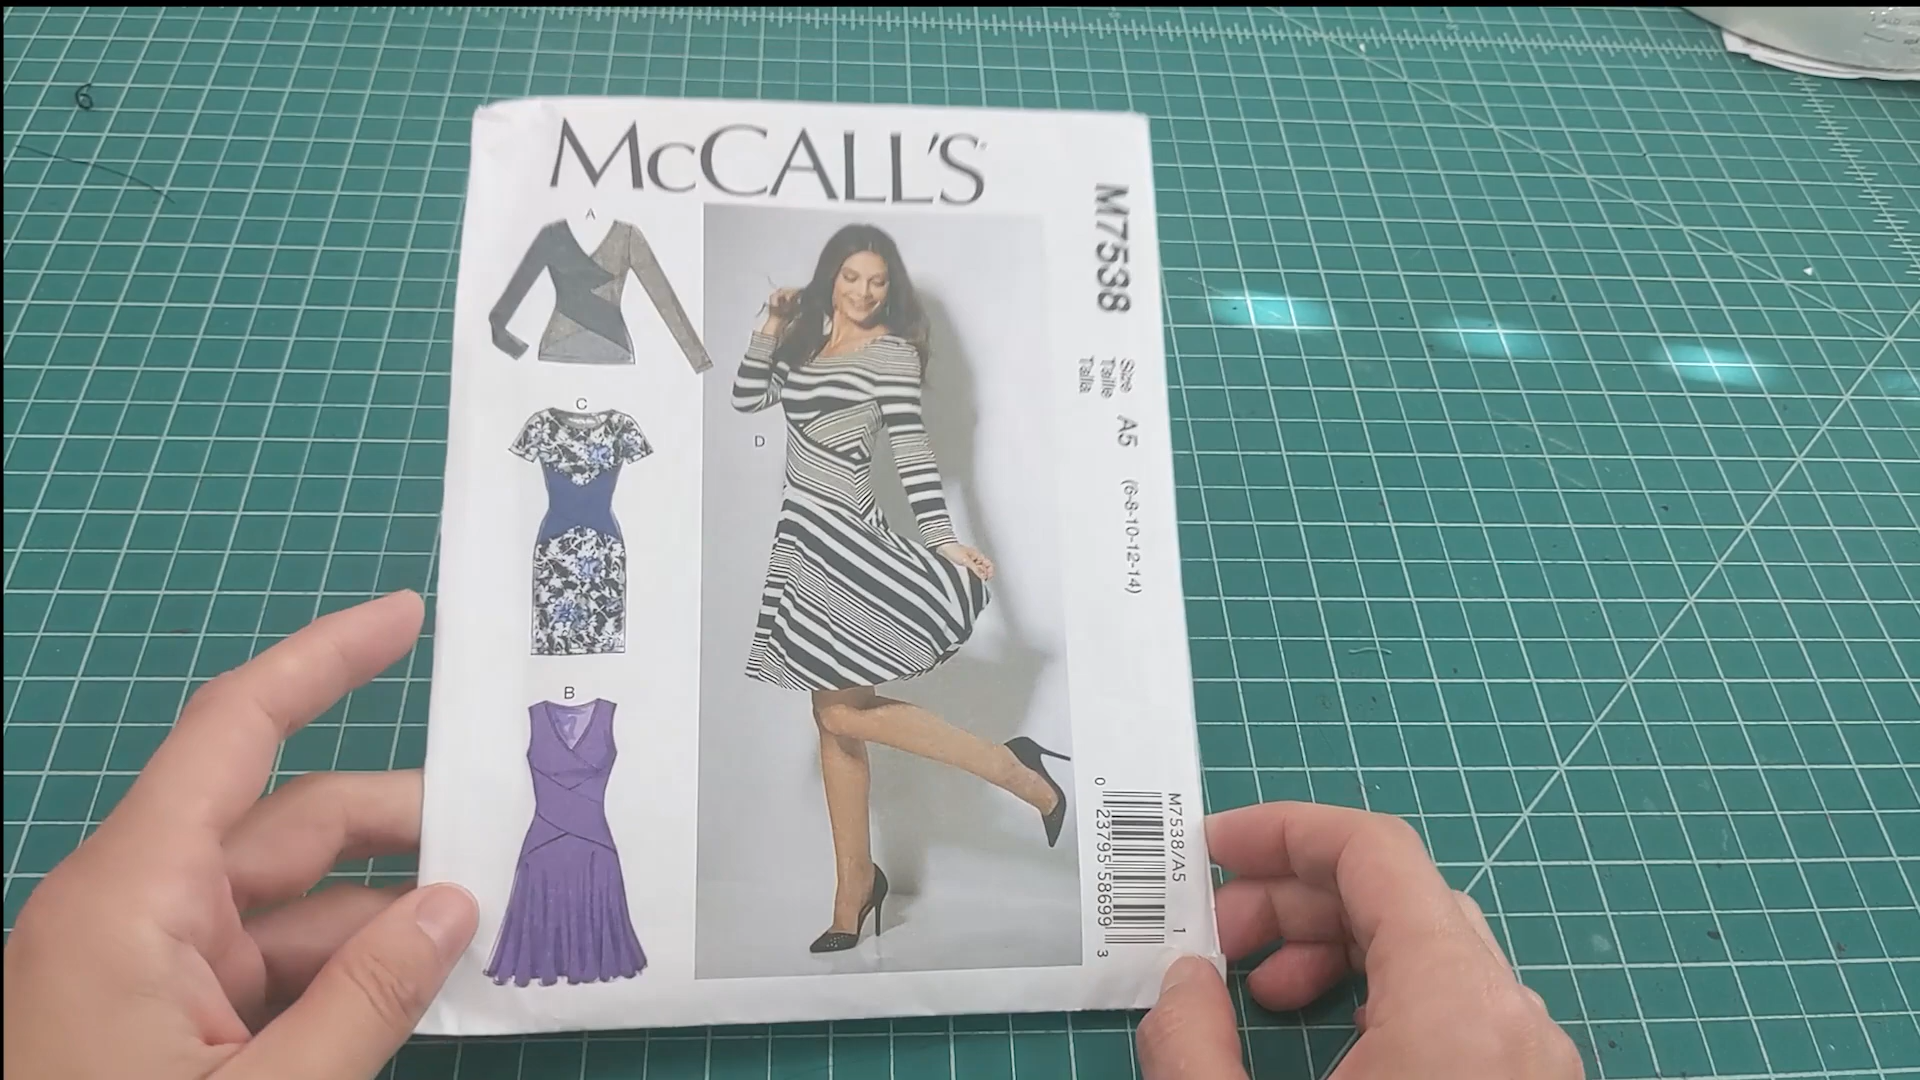 McCALL'S
A
C
D
B
M7538
Size A5 (6-8-10-12-14)
Taille
Talla
M7538/A5
0 23795 58699 3
1
6